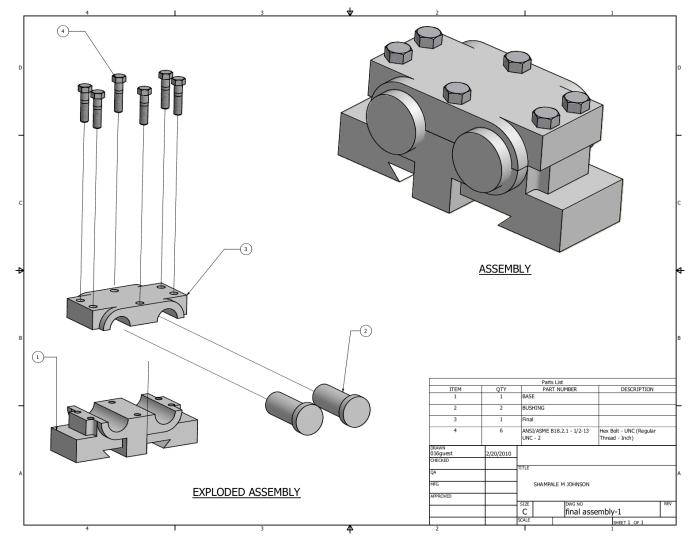 4 3 2 1
4
D D
3
C C
ASSEMBLY
2
B B
1
Parts List
ITEM QTY PART NUMBER DESCRIPTION
1 1 BASE
2 2 BUSHING
3 1 Final
4 6 ANSI/ASME B18.2.1 - 1/2-13 Hex Bolt - UNC (Regular
UNC - 2 Thread - Inch)
DRAWN
016guest 2/20/2010
CHECKED
QA
TITLE
A A
MFG
SHAMPALE M JOHNSON
APPROVED
EXPLODED ASSEMBLY
SIZE DWG NO REV
C final assembly-1
SCALE
SHEET 1 OF 1
4 3 2 1